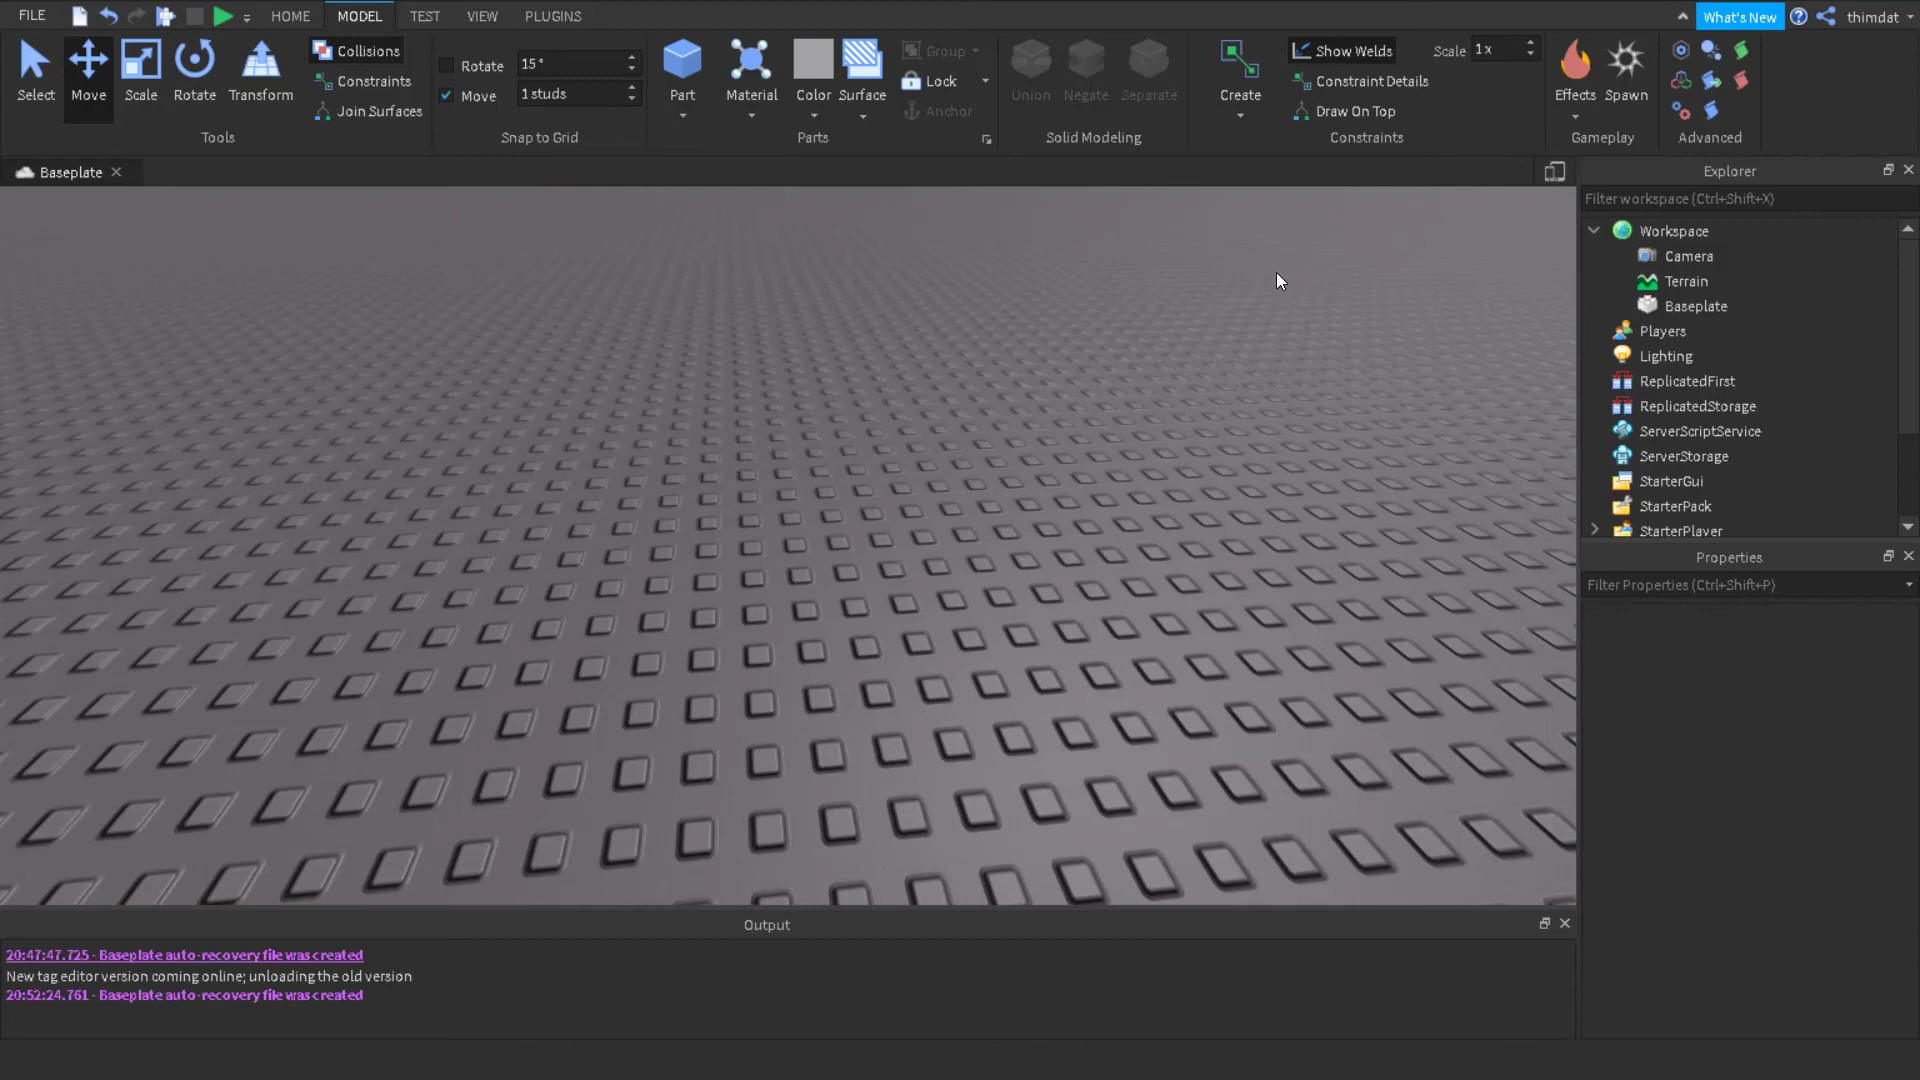 FILE HOME MODEL TEST VIEW PLUGINS What's New thimdat
Select Move Scale Rotate Transform
Collisions
Constraints
Join Surfaces
Tools
Rotate 15°
Move 1 studs
Snap to Grid
Part Material Color Surface
Group
Lock
Anchor
Parts
Union Negate Separate
Solid Modeling
Create
Show Welds Scale 1x
Constraint Details
Draw On Top
Constraints
Effects Spawn
Gameplay
Advanced
Baseplate
Explorer
Filter workspace (Ctrl+Shift+X)
Workspace
Camera
Terrain
Baseplate
Players
Lighting
ReplicatedFirst
ReplicatedStorage
ServerScriptService
ServerStorage
StarterGui
StarterPack
StarterPlayer
Properties
Filter Properties (Ctrl+Shift+P)
Output
20:47:47.725 - Baseplate auto-recovery file was created
New tag editor version coming online; unloading the old version
20:52:24.761 - Baseplate auto-recovery file was created